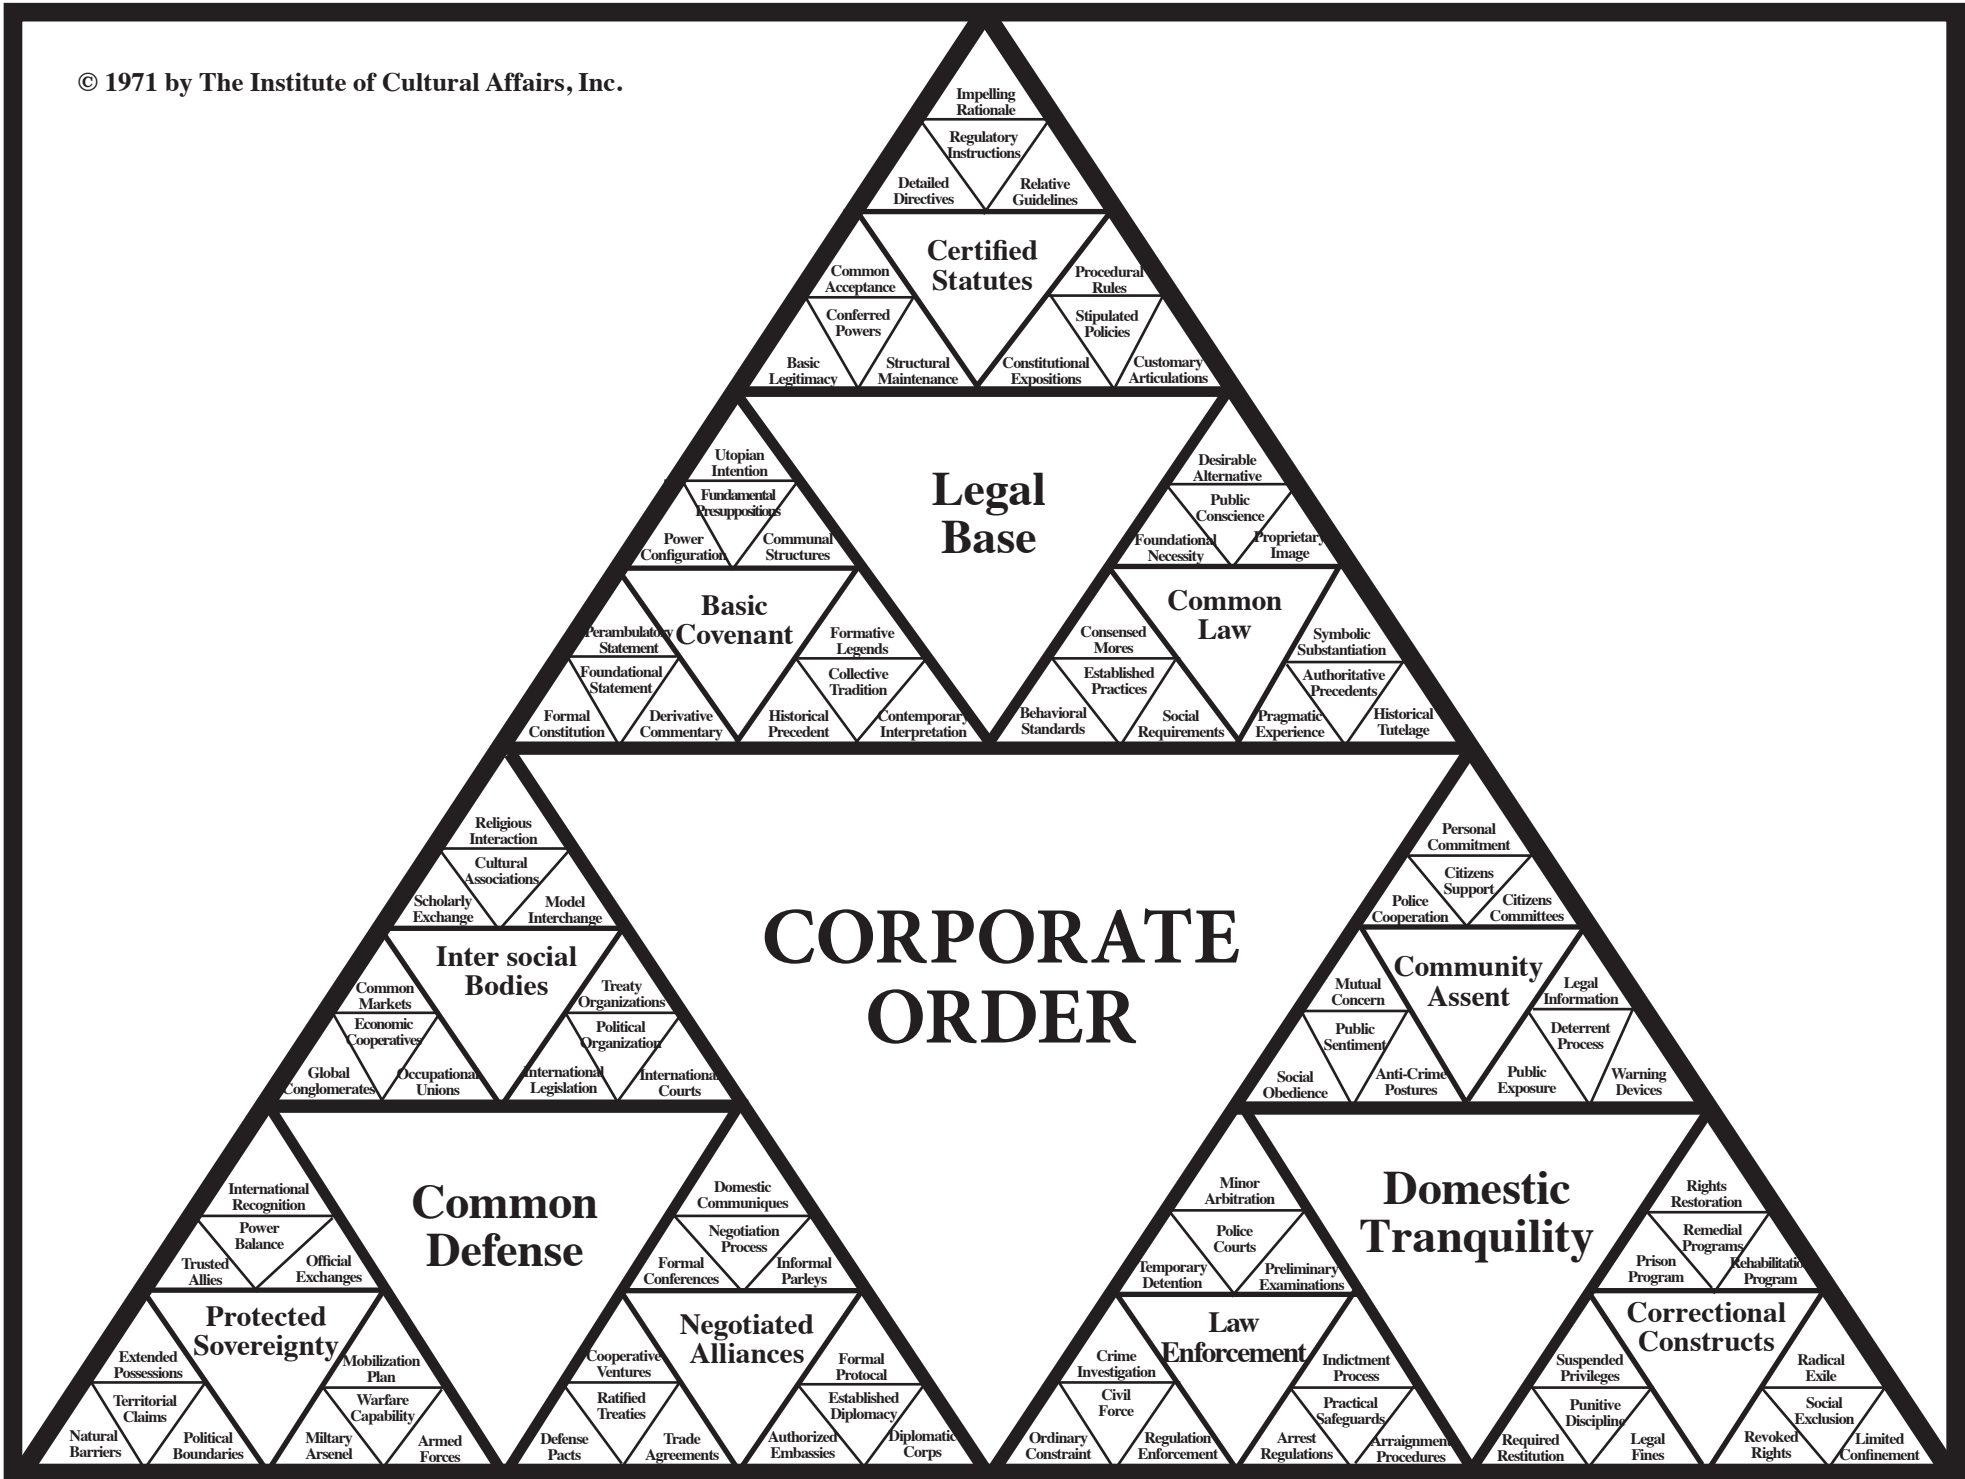 © 1971 by The Institute of Cultural Affairs, Inc.
Impelling
Rationale
Regulatory
Instructions
Detailed
Directives
Relative
Guidelines
Certified
Statutes
Common
Acceptance
Conferred
Powers
Basic
Legitimacy
Structural
Maintenance
Procedural
Rules
Stipulated
Policies
Constitutional
Expositions
Customary
Articulations
Legal
Base
Utopian
Intention
Fundamental
Presuppositions
Power
Configuration
Communal
Structures
Basic
Covenant
Perambulatory
Statement
Foundational
Statement
Formal
Constitution
Derivative
Commentary
Formative
Legends
Collective
Tradition
Historical
Precedent
Contemporary
Interpretation
Desirable
Alternative
Public
Conscience
Foundational
Necessity
Proprietary
Image
Common
Law
Consensed
Mores
Established
Practices
Behavioral
Standards
Social
Requirements
Symbolic
Substantiation
Authoritative
Precedents
Pragmatic
Experience
Historical
Tutelage
CORPORATE
ORDER
Religious
Interaction
Cultural
Associations
Scholarly
Exchange
Model
Interchange
Inter social
Bodies
Common
Markets
Economic
Cooperatives
Global
Conglomerates
Occupational
Unions
Treaty
Organizations
Political
Organization
International
Legislation
International
Courts
Common
Defense
International
Recognition
Power
Balance
Trusted
Allies
Official
Exchanges
Protected
Sovereignty
Extended
Possessions
Territorial
Claims
Natural
Barriers
Political
Boundaries
Mobilization
Plan
Warfare
Capability
Miltary
Arsenel
Armed
Forces
Domestic
Communiques
Negotiation
Process
Formal
Conferences
Informal
Parleys
Negotiated
Alliances
Cooperative
Ventures
Ratified
Treaties
Defense
Pacts
Trade
Agreements
Formal
Protocal
Established
Diplomacy
Authorized
Embassies
Diplomatic
Corps
Personal
Commitment
Citizens
Support
Police
Cooperation
Citizens
Committees
Community
Assent
Mutual
Concern
Public
Sentiment
Social
Obedience
Anti-Crime
Postures
Legal
Information
Deterrent
Process
Public
Exposure
Warning
Devices
Domestic
Tranquility
Minor
Arbitration
Police
Courts
Temporary
Detention
Preliminary
Examinations
Law
Enforcement
Crime
Investigation
Civil
Force
Ordinary
Constraint
Regulation
Enforcement
Indictment
Process
Practical
Safeguards
Arrest
Regulations
Arraignment
Procedures
Rights
Restoration
Remedial
Programs
Prison
Program
Rehabilitatio
Program
Correctional
Constructs
Suspended
Privileges
Punitive
Discipline
Required
Restitution
Legal
Fines
Radical
Exile
Social
Exclusion
Revoked
Rights
Limited
Confinement